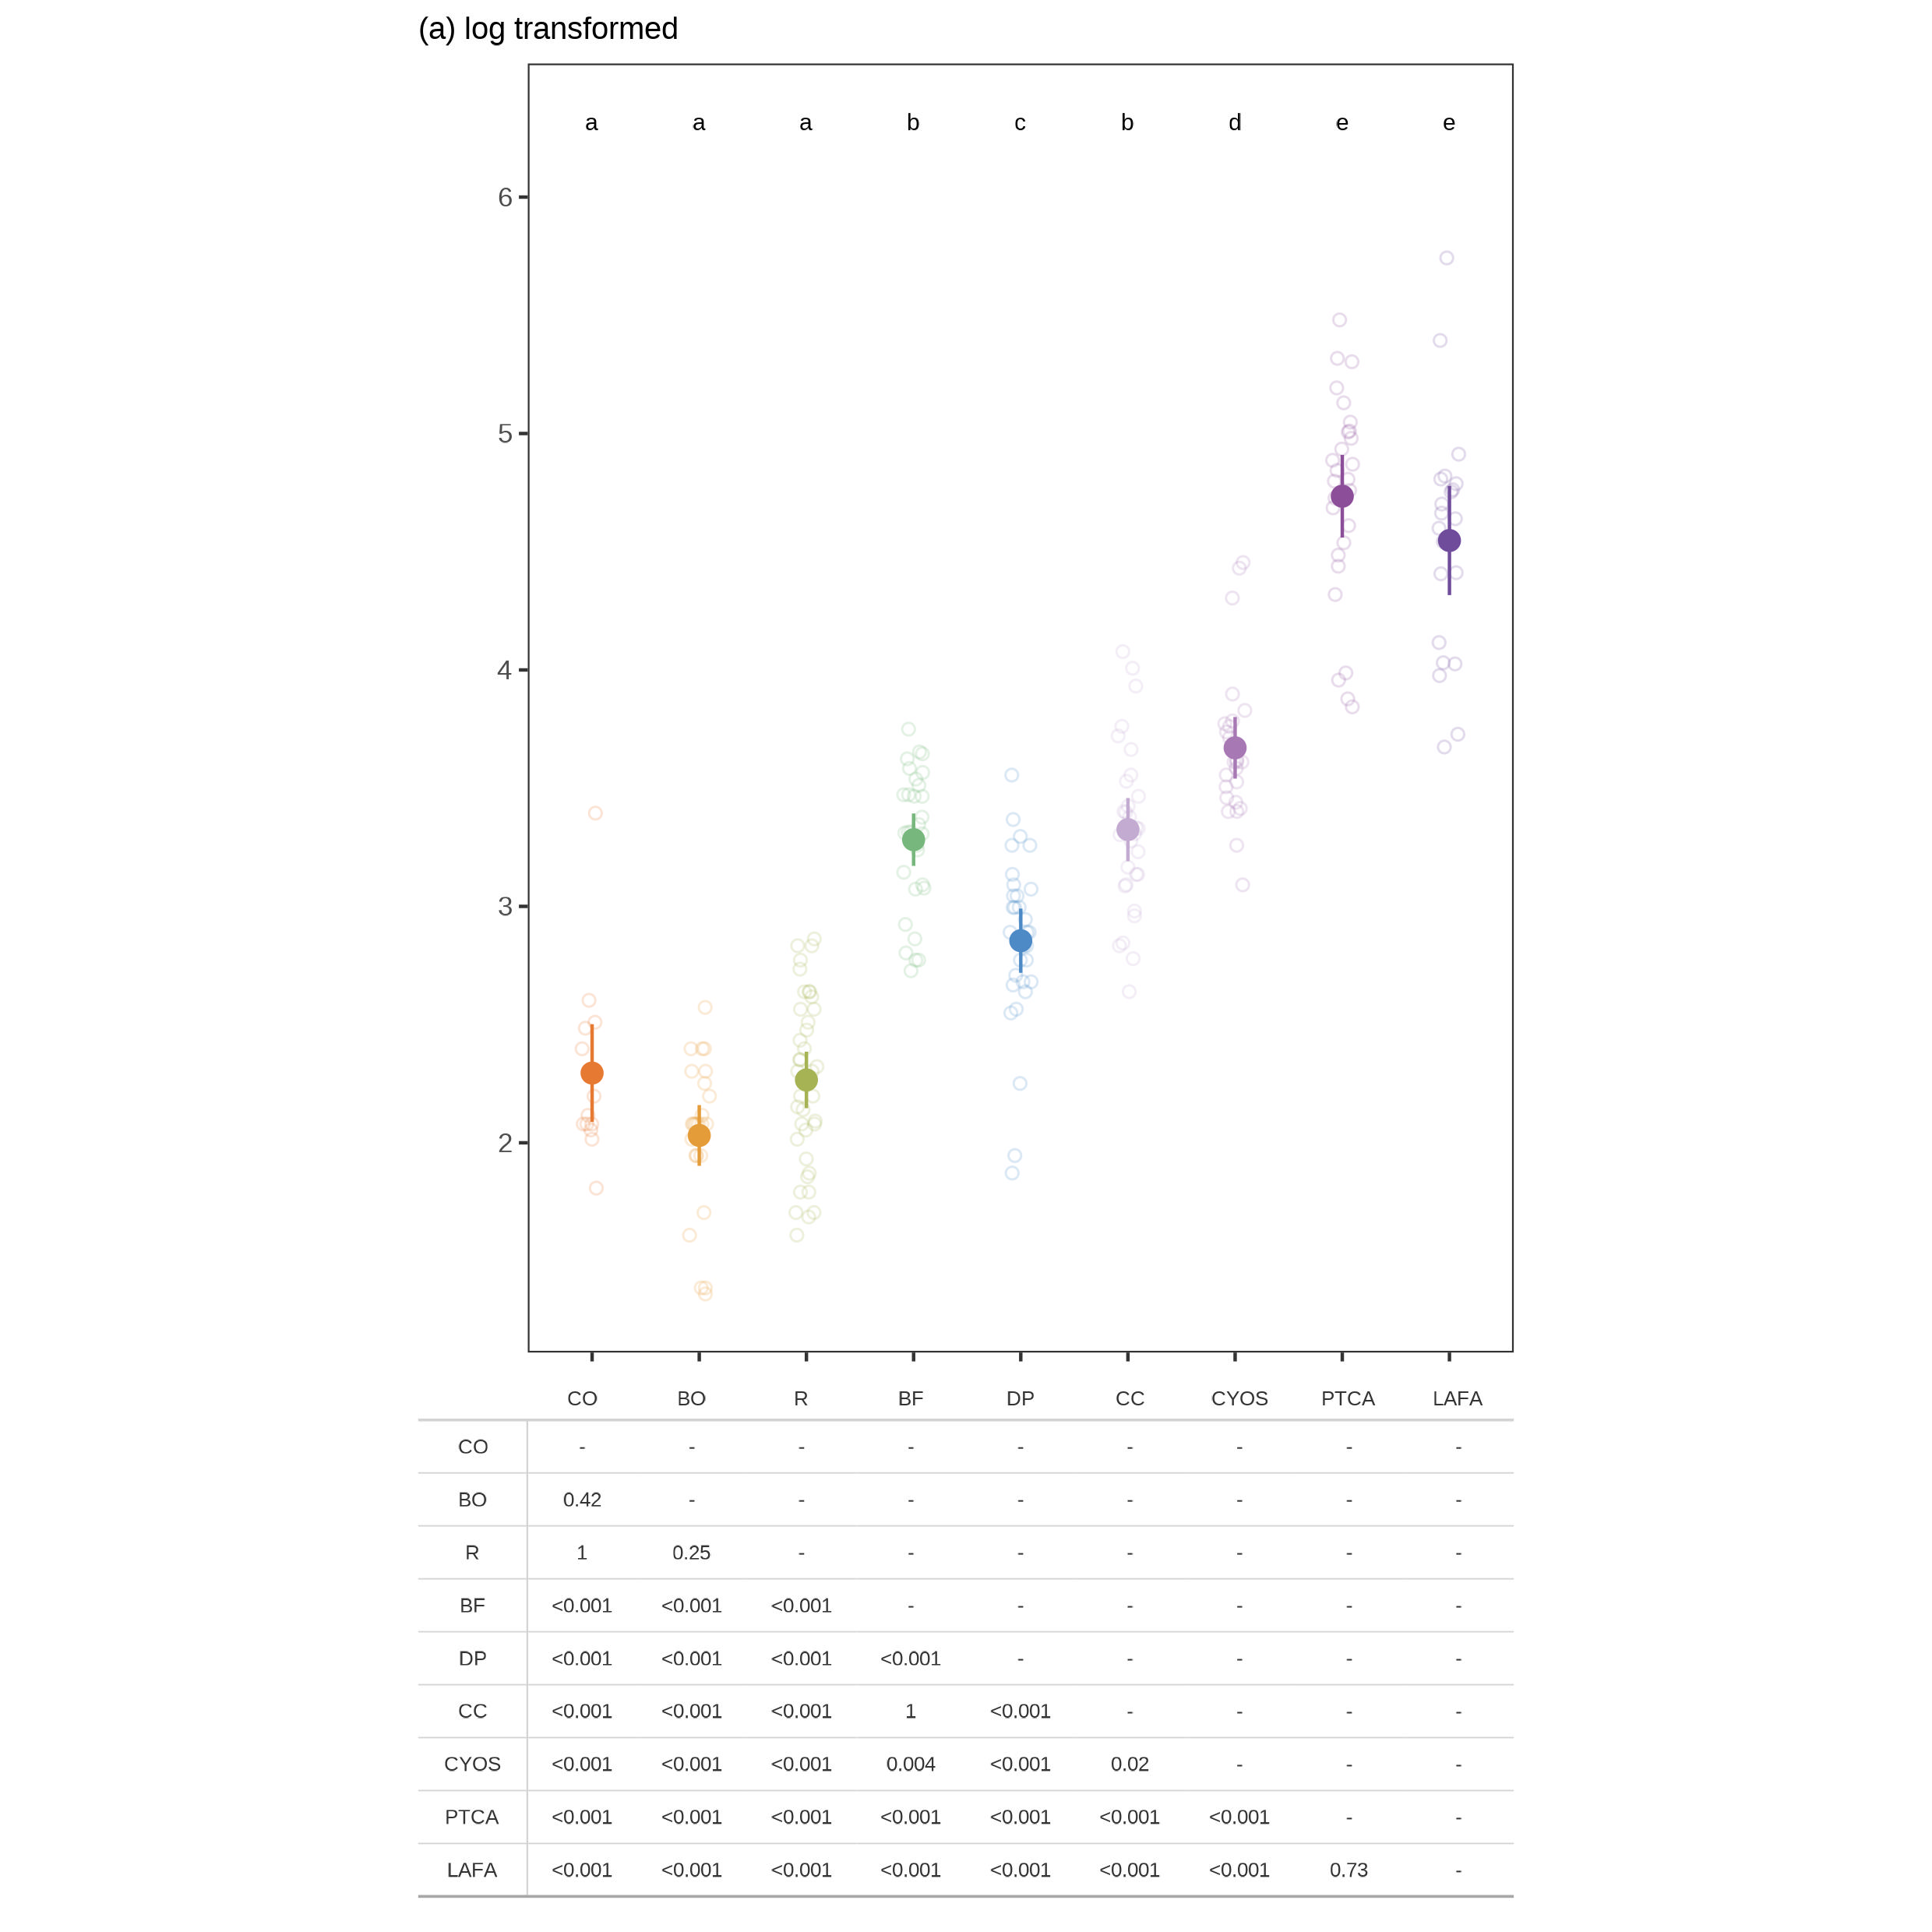 (a) log transformed
a a a b c b d e e
6
5
4
3
2
CO BO R BF DP CC CYOS PTCA LAFA
CO - - - - - - - - -
BO 0.42 - - - - - - - -
R 1 0.25 - - - - - - -
BF <0.001 <0.001 <0.001 - - - - - -
DP <0.001 <0.001 <0.001 <0.001 - - - - -
CC <0.001 <0.001 <0.001 1 <0.001 - - - -
CYOS <0.001 <0.001 <0.001 0.004 <0.001 0.02 - - -
PTCA <0.001 <0.001 <0.001 <0.001 <0.001 <0.001 <0.001 - -
LAFA <0.001 <0.001 <0.001 <0.001 <0.001 <0.001 <0.001 0.73 -